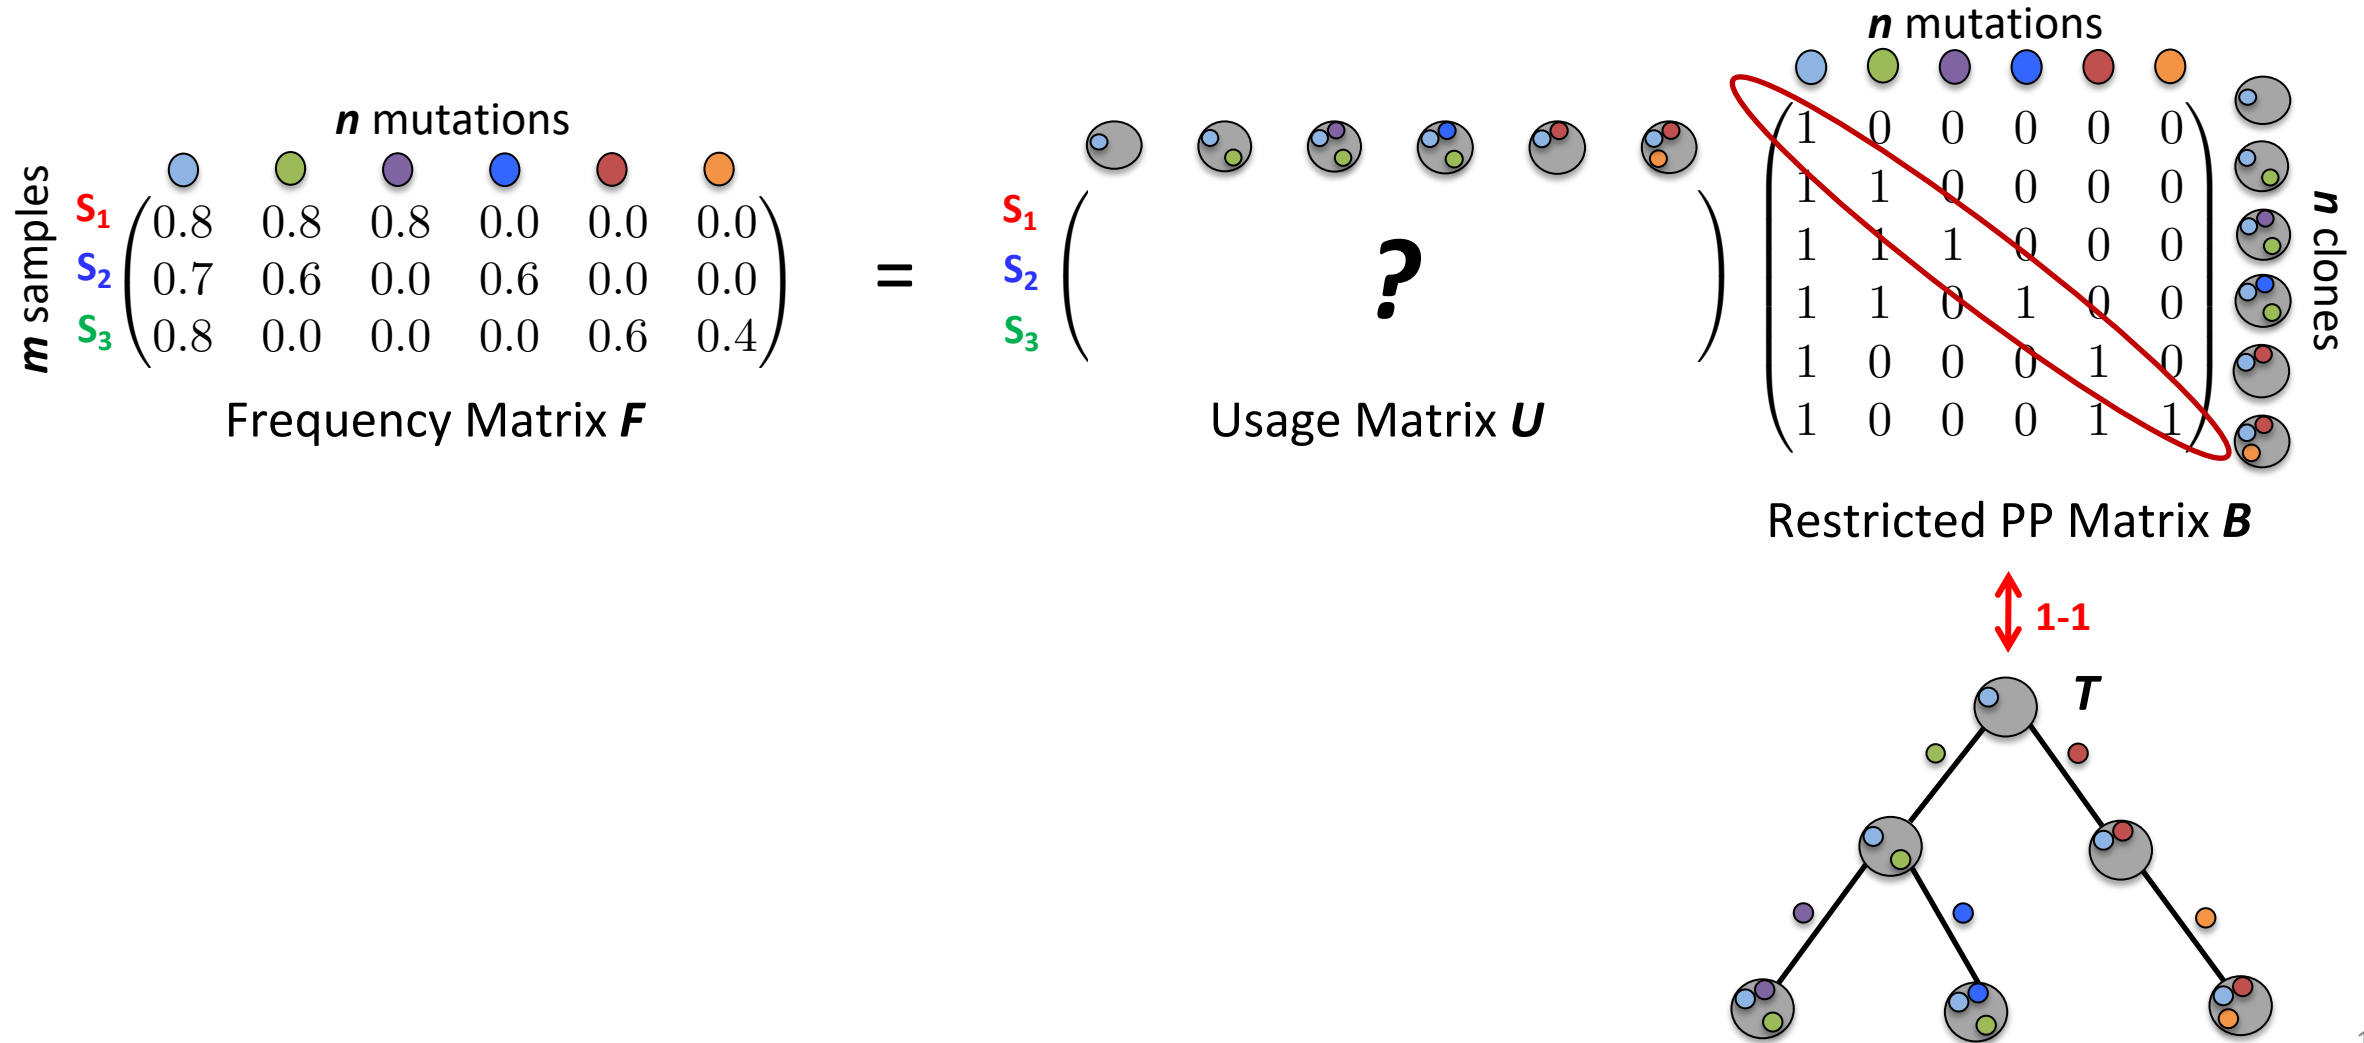 n mutations
n mutations
m samples
S1
0.8 0.8 0.8 0.0 0.0 0.0
S2
0.7 0.6 0.0 0.6 0.0 0.0
S3
0.8 0.0 0.0 0.0 0.6 0.4
Frequency Matrix F
=
S1
S2
S3
?
Usage Matrix U
1 0 0 0 0 0
1 1 0 0 0 0
1 1 1 0 0 0
1 1 0 1 0 0
1 0 0 0 1 0
1 0 0 0 1 1
n clones
Restricted PP Matrix B
1-1
T